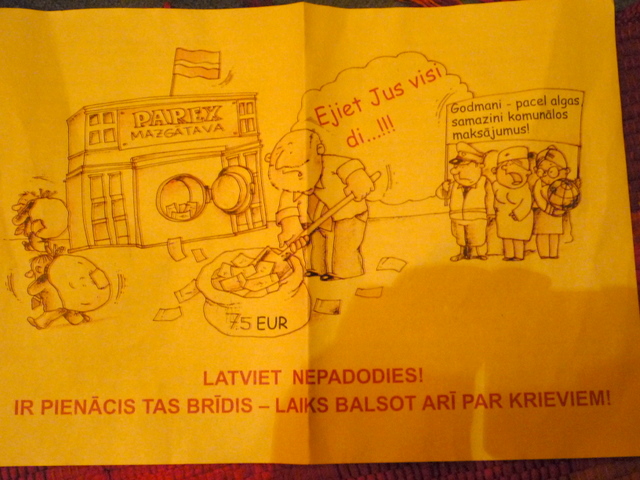 PAREX
MAZGĀTAVA
Ejiet Jus visi
di...!!!
Godmani - pacel algas,
samazini komunālos
maksājumus!
75 EUR
LATVIET NEPADODIES!
IR PIENĀCIS TAS BRĪDIS – LAIKS BALSOT ARĪ PAR KRIEVIEM!